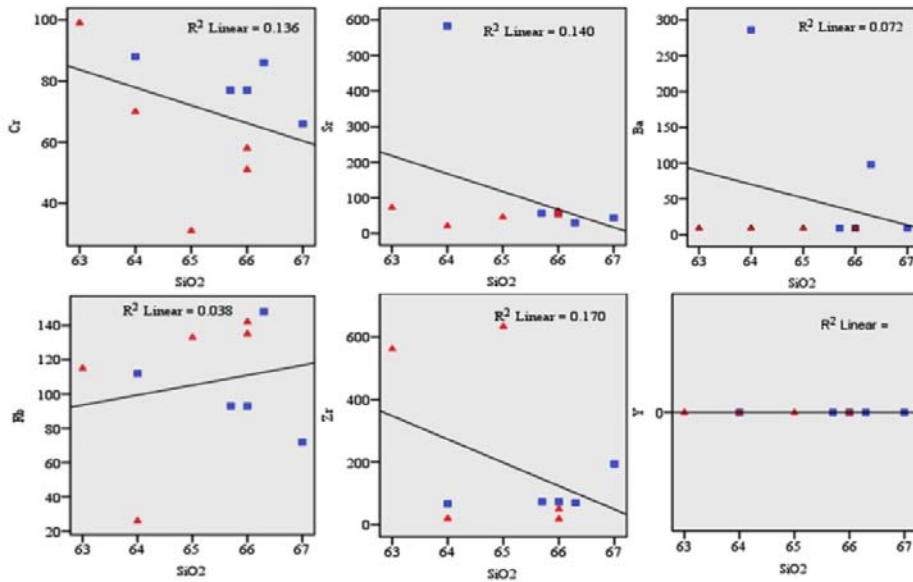 R² Linear = 0.136
Cr
100
80
60
40
63 64 65 66 67
SiO2
R² Linear = 0.140
Sr
600
500
400
300
200
100
0
63 64 65 66 67
SiO2
R² Linear = 0.072
Ba
300
250
200
150
100
50
0
63 64 65 66 67
SiO2
R² Linear = 0.038
Rb
140
120
100
80
60
40
20
63 64 65 66 67
SiO2
R² Linear = 0.170
Zr
600
400
200
0
63 64 65 66 67
SiO2
R² Linear =
Y
0
63 64 65 66 67
SiO2